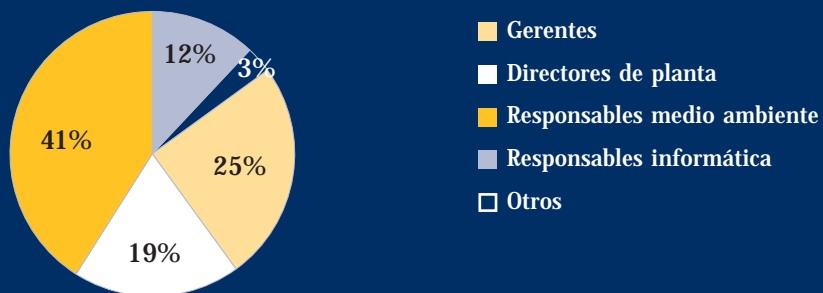 12%
3%
41%
25%
19%
Gerentes
Directores de planta
Responsables medio ambiente
Responsables informática
Otros